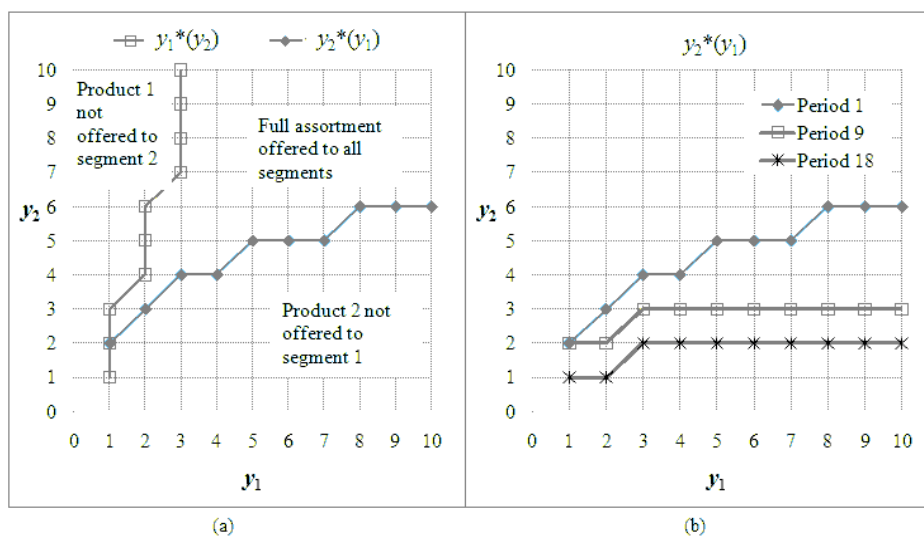 y1*(y2) y2*(y1)
10
9
8
7
6
5
4
3
2
1
0
y2
Product 1
not
offered to
segment 2
Full assortment
offered to all
segments
Product 2 not
offered to
segment 1
0 1 2 3 4 5 6 7 8 9 10
y1
(a)
y2*(y1)
10
9
8
7
6
5
4
3
2
1
0
Period 1
Period 9
Period 18
0 1 2 3 4 5 6 7 8 9 10
y1
(b)